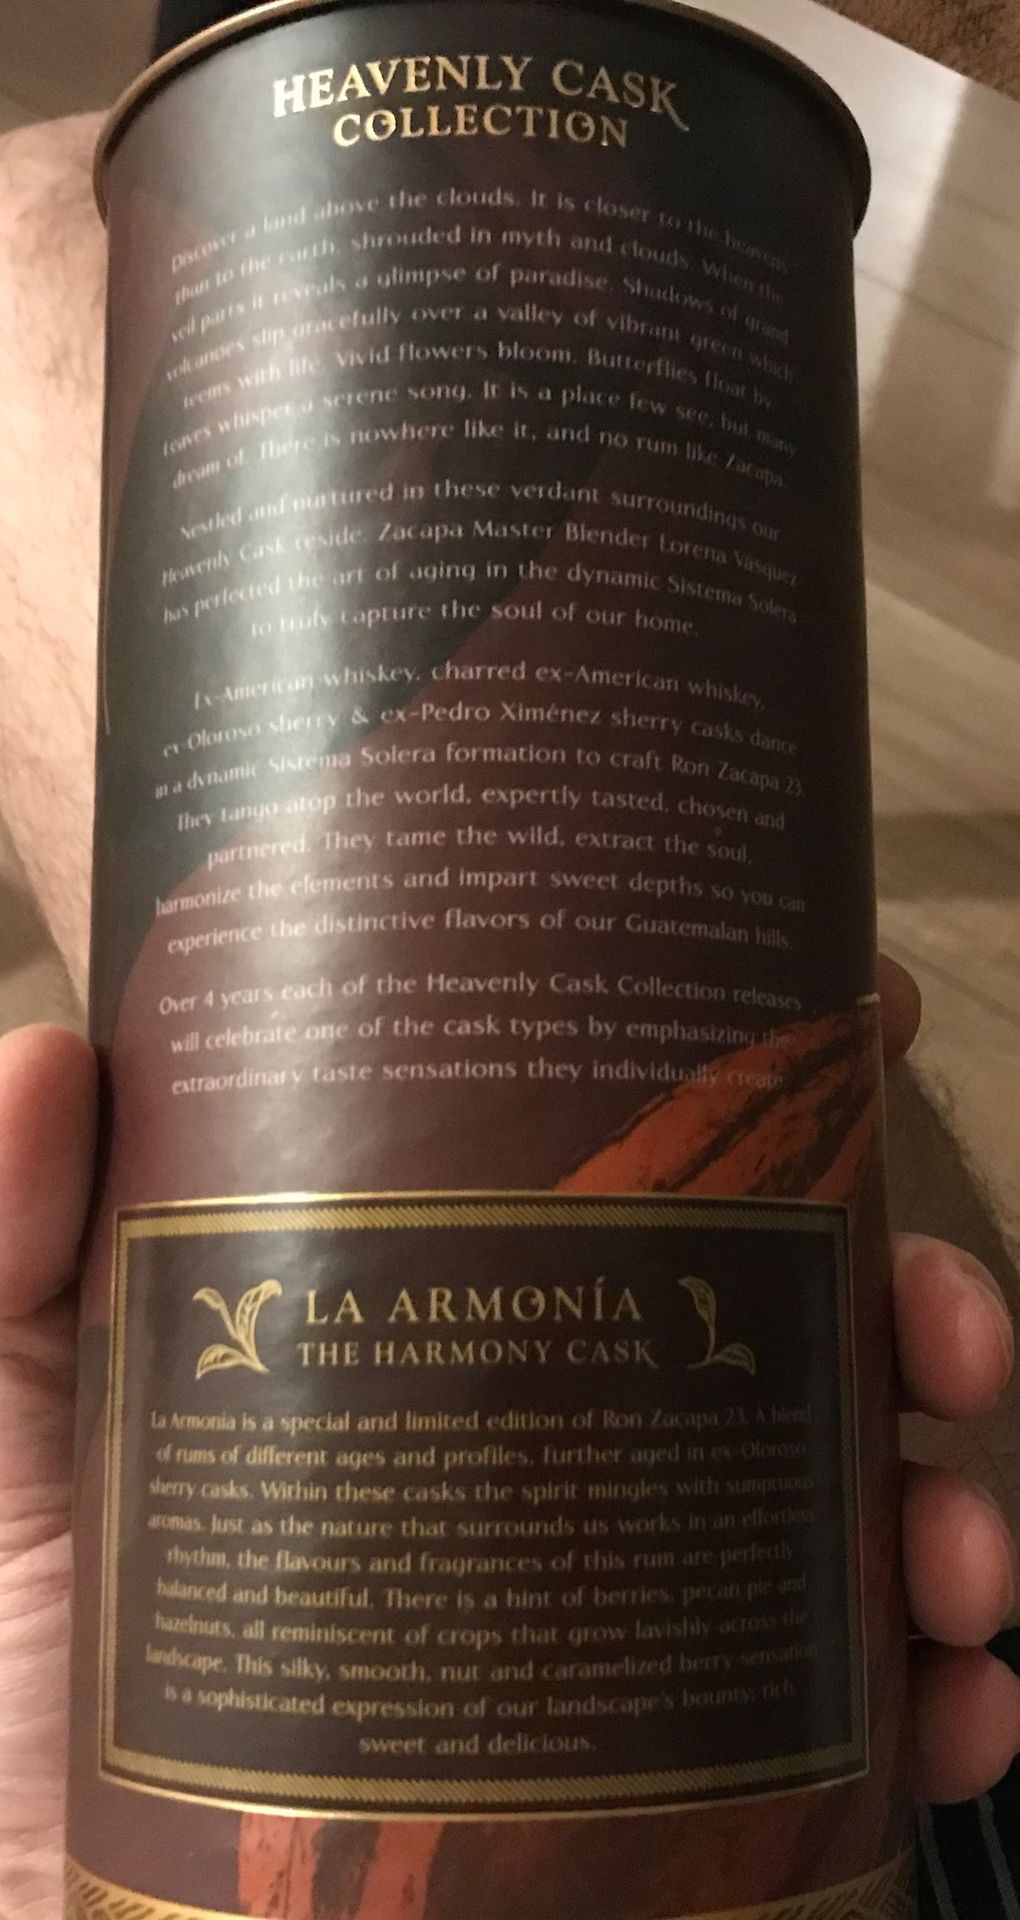 HEAVENLY CASK
COLLECTION
Discover a land above the clouds. It is closer to the heavens
than to the earth, shrouded in myth and clouds. When the
veil parts it reveals a glimpse of paradise. Shadows of grand
volcanoes slip gracefully over a valley of vibrant green which
teems with life. Vivid flowers bloom. Butterflies float by.
Leaves whisper a serene song. It is a place few see, but many
dream of. There is nowhere like it, and no rum like Zacapa.
Nestled and nurtured in these verdant surroundings our
Heavenly Cask reside. Zacapa Master Blender Lorena Vásquez
has perfected the art of aging in the dynamic Sistema Solera
to truly capture the soul of our home.
Ex-American whiskey, charred ex-American whiskey,
ex-Oloroso sherry & ex-Pedro Ximénez sherry casks dance
in a dynamic Sistema Solera formation to craft Ron Zacapa 23.
They tango atop the world, expertly tasted, chosen and
partnered. They tame the wild, extract the soul,
harmonize the elements and impart sweet depths so you can
experience the distinctive flavors of our Guatemalan hills.
Over 4 years each of the Heavenly Cask Collection releases
will celebrate one of the cask types by emphasizing the
extraordinary taste sensations they individually create.
LA ARMONÍA
THE HARMONY CASK
La Armonía is a special and limited edition of Ron Zacapa 23. A blend
of rums of different ages and profiles, further aged in ex-Oloroso
sherry casks. Within these casks the spirit mingles with sumptuous
aromas. Just as the nature that surrounds us works in an effortless
rhythm, the flavours and fragrances of this rum are perfectly
balanced and beautiful. There is a hint of berries, pecan pie and
hazelnuts, all reminiscent of crops that grow lavishly across the
landscape. This silky, smooth, nut and caramelized berry sensation
is a sophisticated expression of our landscape's bounty: rich,
sweet and delicious.